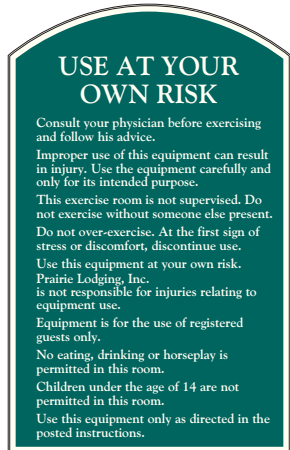 USE AT YOUR
OWN RISK
Consult your physician before exercising
and follow his advice.
Improper use of this equipment can result
in injury. Use the equipment carefully and
only for its intended purpose.
This exercise room is not supervised. Do
not exercise without someone else present.
Do not over-exercise. At the first sign of
stress or discomfort, discontinue use.
Use this equipment at your own risk.
Prairie Lodging, Inc.
is not responsible for injuries relating to
equipment use.
Equipment is for the use of registered
guests only.
No eating, drinking or horseplay is
permitted in this room.
Children under the age of 14 are not
permitted in this room.
Use this equipment only as directed in the
posted instructions.